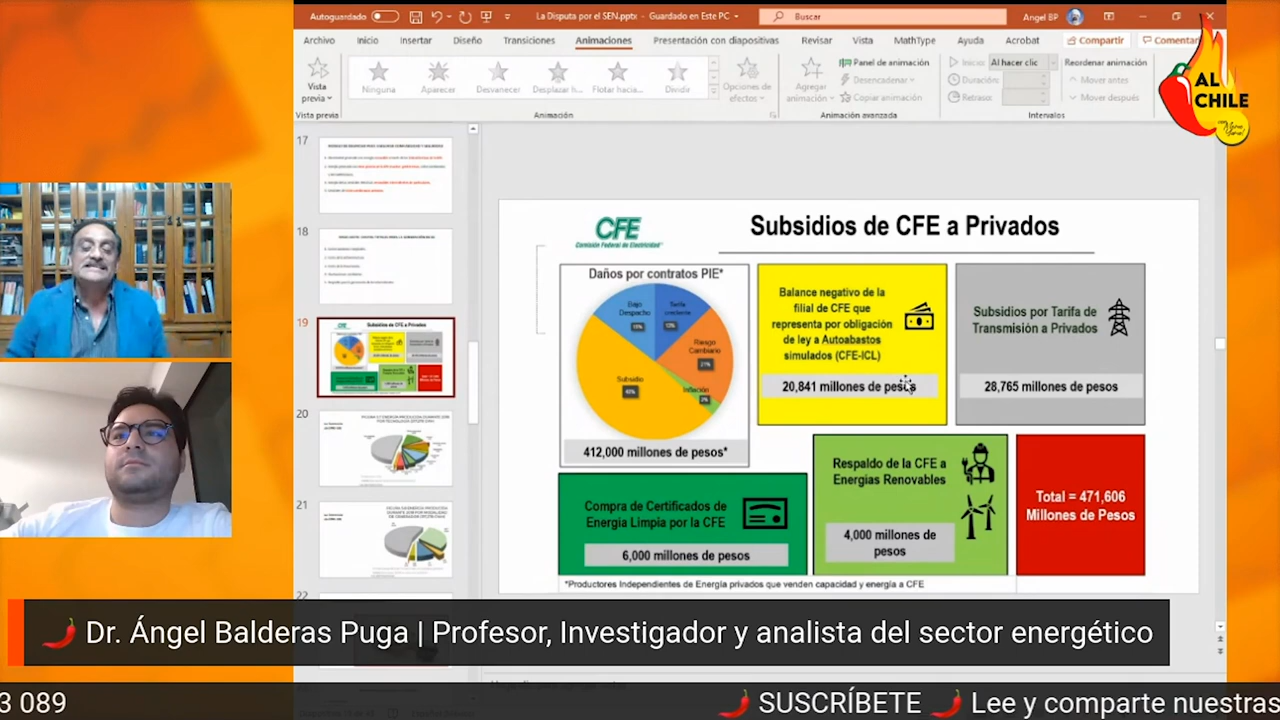 Autoguardado
La Disputa por el SEN.pptx - Guardado en Este PC
Buscar
Angel BP
Archivo Inicio Insertar Diseño Transiciones Animaciones Presentación con diapositivas Revisar Vista MathType Ayuda Acrobat Compartir Comentar
Vista previa
Ninguna Aparecer Desvanecer Desplazar h... Flotar hacia... Dividir
Opciones de efectos
Agregar animación
Panel de animación
Desencadenar
Copiar animación
Inicio: Al hacer clic
Duración:
Retraso:
Reordenar animación
Mover antes
Mover después
Vista previa Animación Animación avanzada Intervalos
AL
CHILE
17
18
19
20
21
22
CFE
Comisión Federal de Electricidad
Subsidios de CFE a Privados
Daños por contratos PIE*
Bajo
Despacho
Tarifa
creciente
Riesgo
Cambiario
21%
Inflación
Subsidio
412,000 millones de pesos*
Balance negativo de la
filial de CFE que
representa por obligación
de ley a Autoabastos
simulados (CFE-ICL)
20,841 millones de pesos
Subsidios por Tarifa de
Transmisión a Privados
28,765 millones de pesos
Compra de Certificados de
Energía Limpia por la CFE
6,000 millones de pesos
Respaldo de la CFE a
Energías Renovables
4,000 millones de
pesos
Total = 471,606
Millones de Pesos
*Productores Independientes de Energía privados que venden capacidad y energía a CFE
Dr. Ángel Balderas Puga | Profesor, Investigador y analista del sector energético
3 089
SUSCRÍBETE
Lee y comparte nuestras